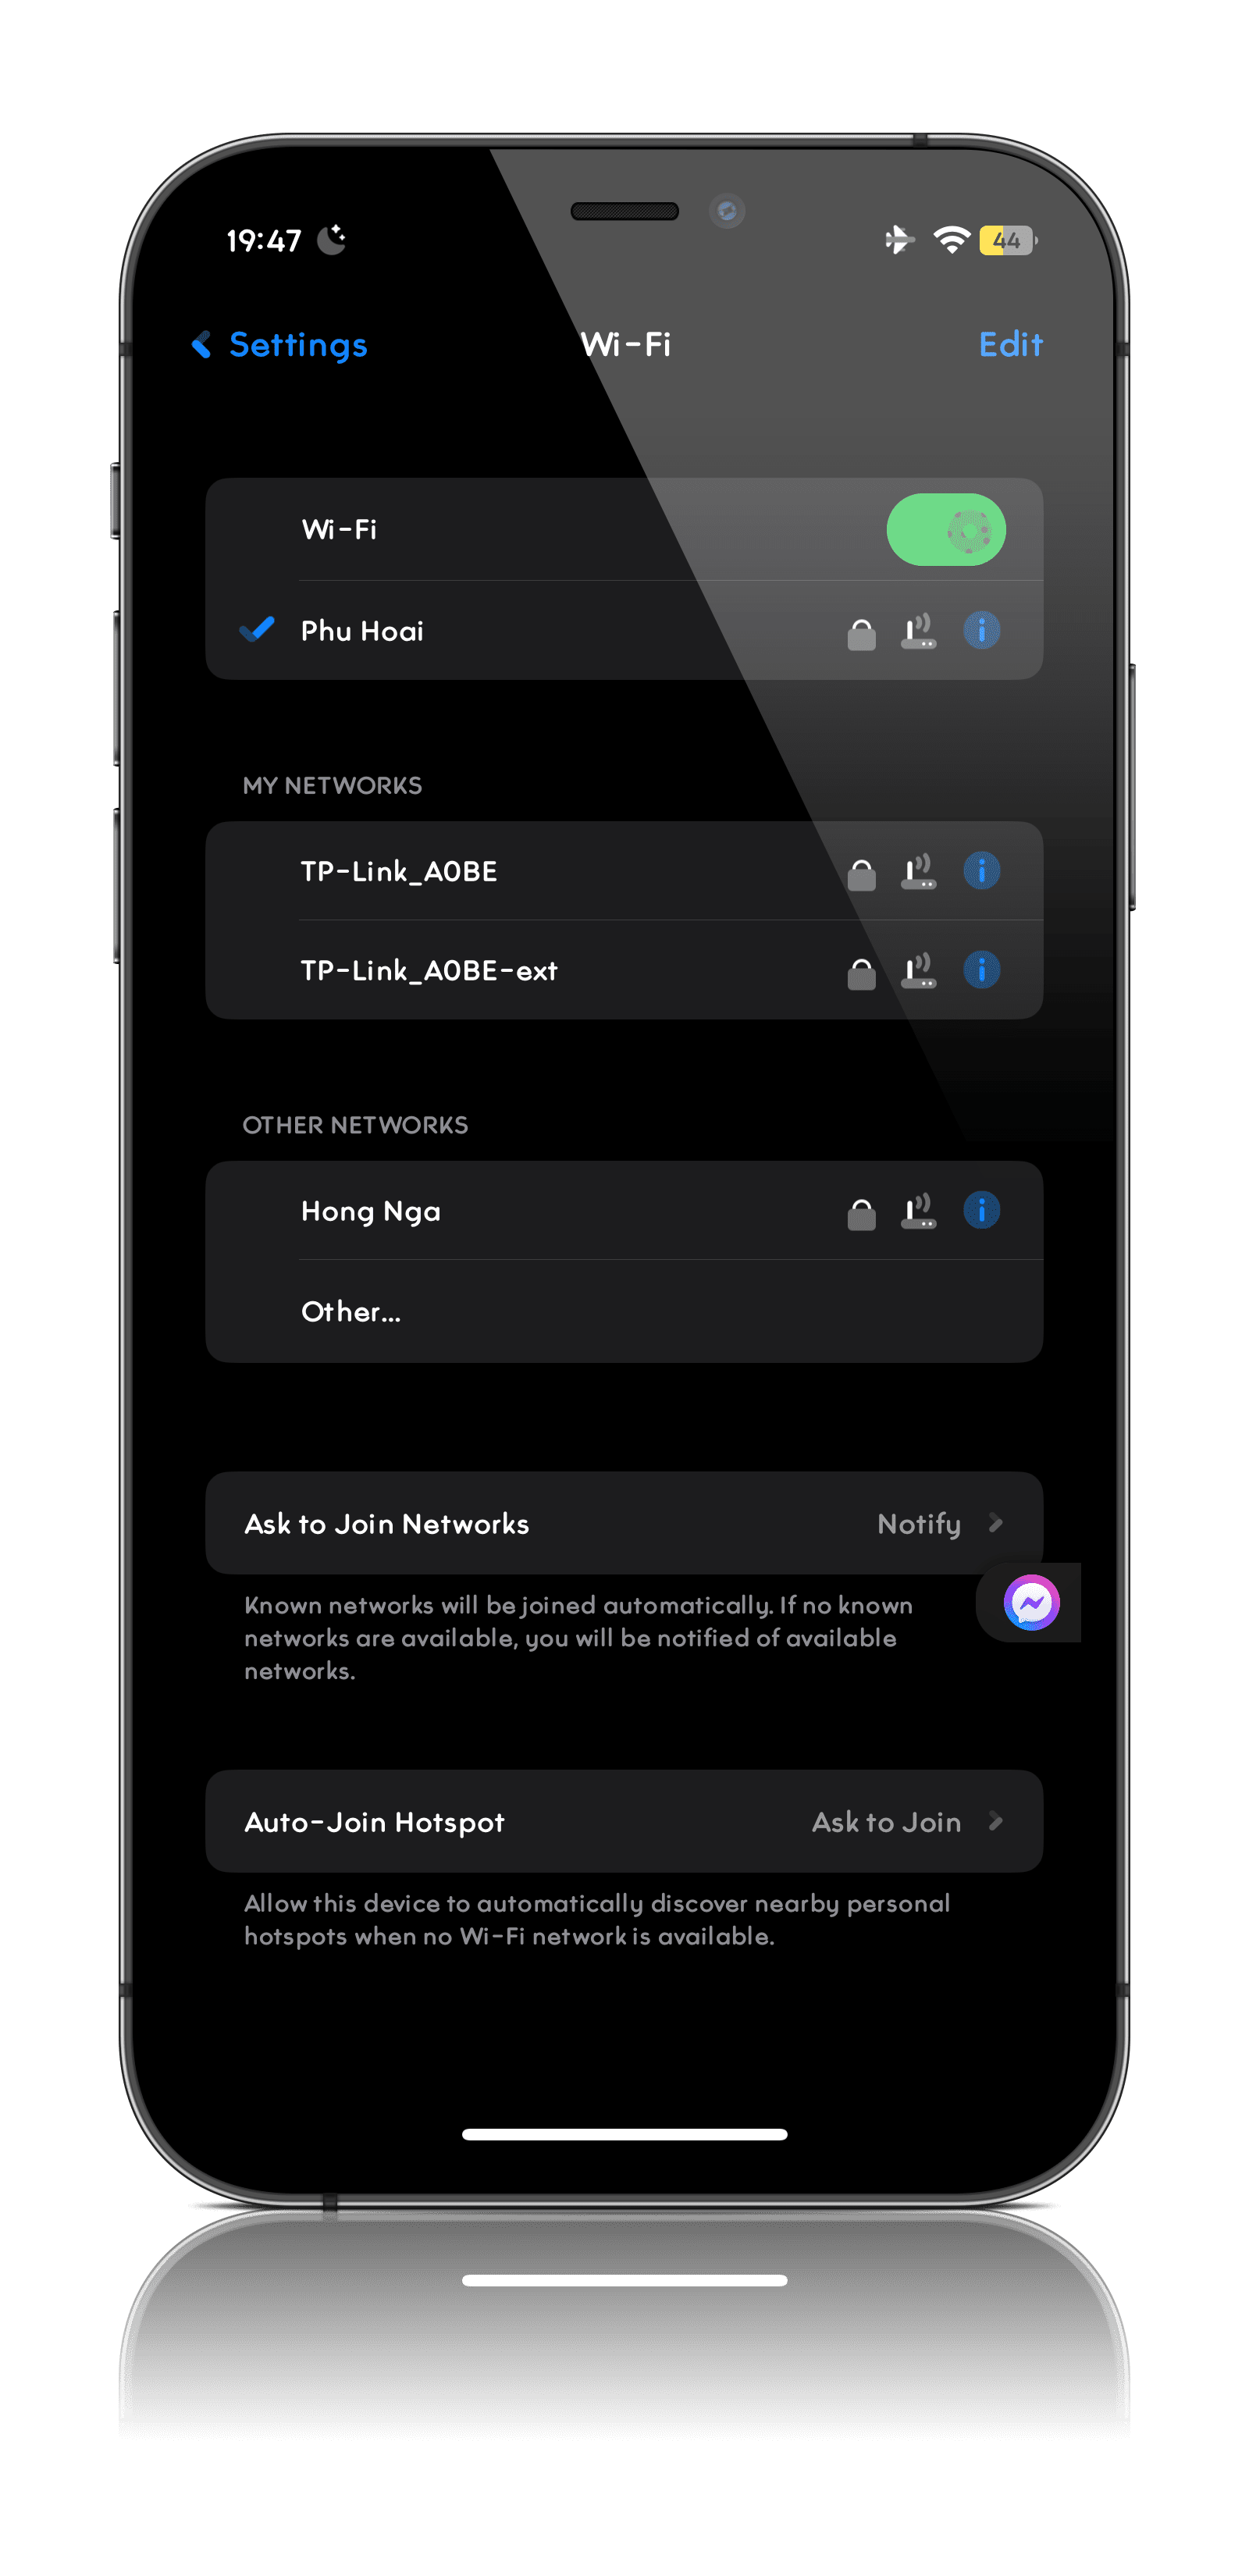 19:47
44
Settings
Wi-Fi
Edit
Wi-Fi
Phu Hoai
MY NETWORKS
TP-Link_A0BE
TP-Link_A0BE-ext
OTHER NETWORKS
Hong Nga
Other...
Ask to Join Networks
Notify
Known networks will be joined automatically. If no known
networks are available, you will be notified of available
networks.
Auto-Join Hotspot
Ask to Join
Allow this device to automatically discover nearby personal
hotspots when no Wi-Fi network is available.